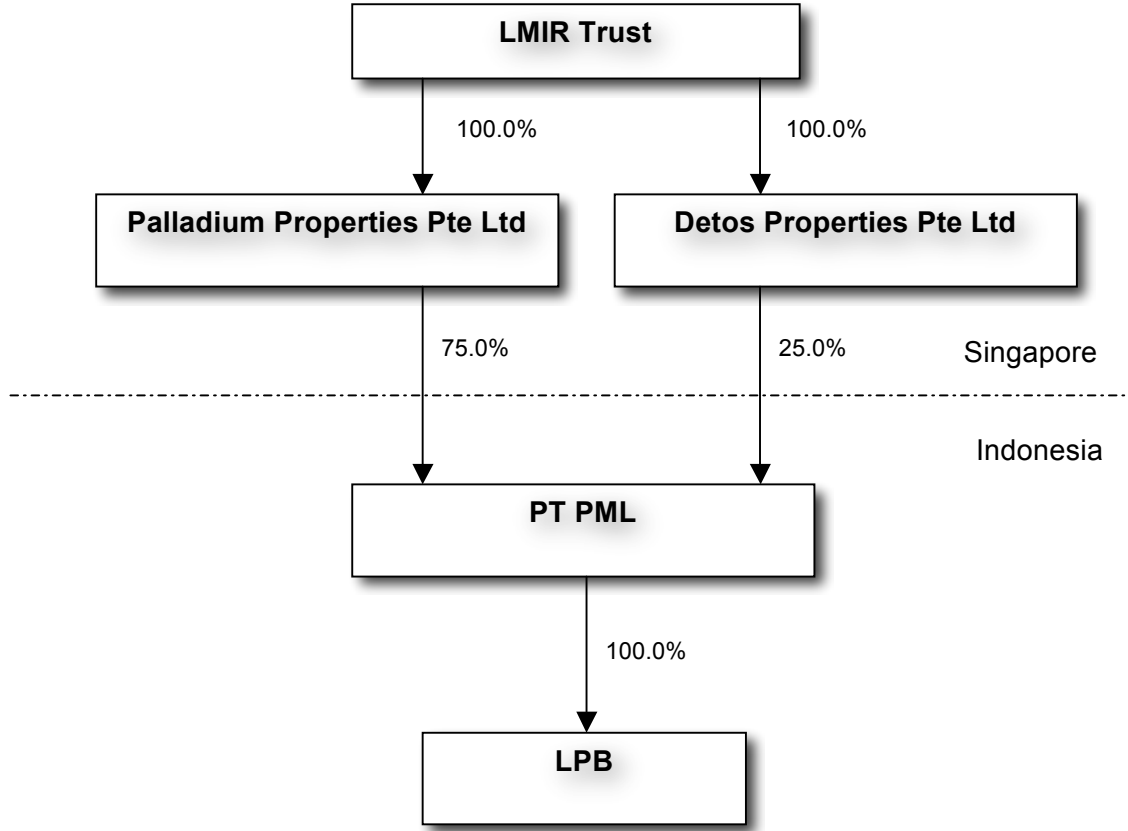 LMIR Trust
100.0%
100.0%
Palladium Properties Pte Ltd
Detos Properties Pte Ltd
75.0%
25.0%
Singapore
Indonesia
PT PML
100.0%
LPB